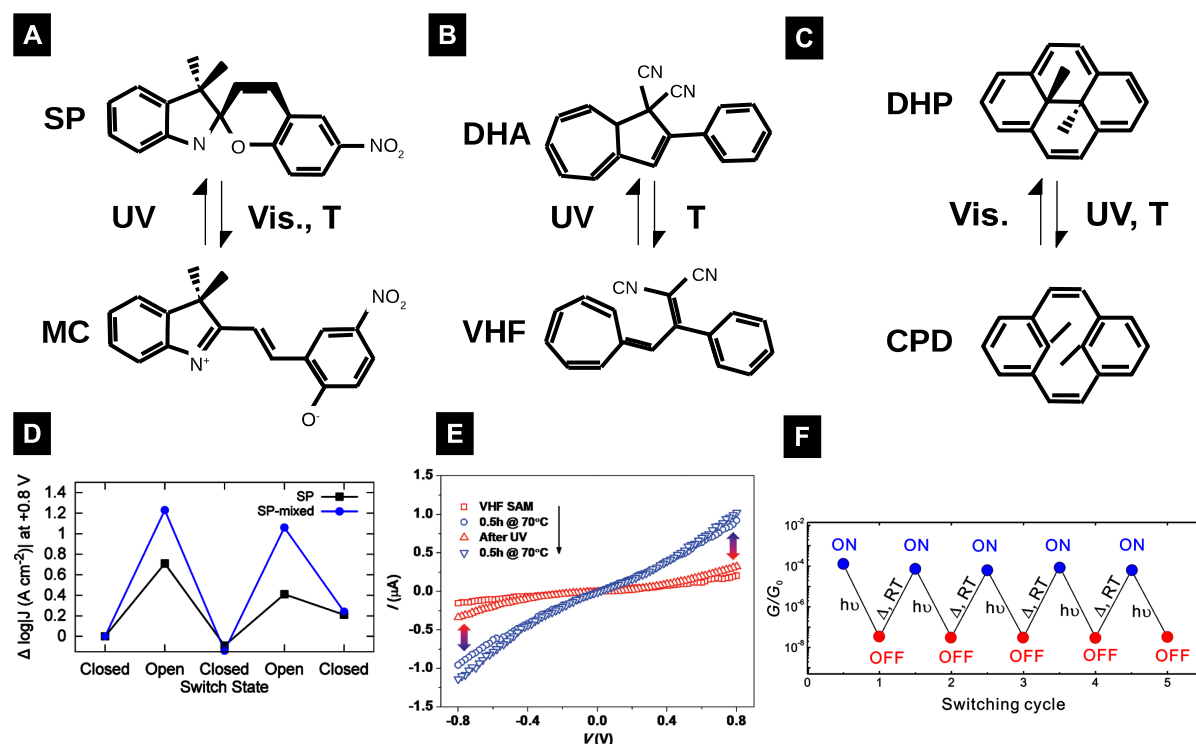 A
SP
N
O
NO2
UV
Vis., T
MC
N+
O-
NO2
B
CN
CN
DHA
UV
T
CN
CN
VHF
C
DHP
Vis.
UV, T
CPD
D
Δ log|J (A cm-2)| at +0.8 V
1.4
1.2
1
0.8
0.6
0.4
0.2
0
SP
SP-mixed
Closed
Open
Closed
Open
Closed
Switch State
E
I (μA)
1.5
1.0
0.5
0.0
-0.5
-1.0
-1.5
VHF SAM
0.5h @ 70°C
After UV
0.5h @ 70°C
-0.8
-0.4
0.0
0.4
0.8
V (V)
F
G/G0
10-2
10-4
10-6
10-8
ON
ON
ON
ON
ON
hυ
Δ, RT
hυ
Δ, RT
hυ
Δ, RT
hυ
Δ, RT
hυ
OFF
OFF
OFF
OFF
OFF
0
1
2
3
4
5
Switching cycle